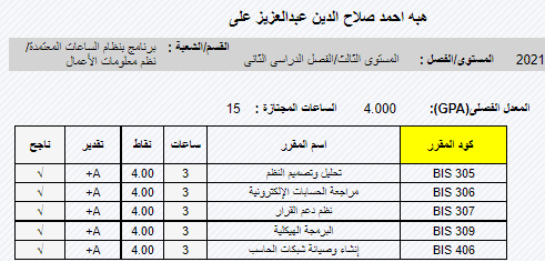 هبه احمد صلاح الدين عبدالعزيز على
2021 المستوى/الفصل : المستوى الثالث/الفصل الدراسى الثانى القسم/الشعبة : برنامج بنظام الساعات المعتمدة/
نظم معلومات الأعمال
المعدل الفصلى(GPA): 4.000 الساعات المجتازة : 15
كود المقرر اسم المقرر ساعات نقاط تقدير ناجح
BIS 305 تحليل وتصميم النظم 3 4.00 A+ √
BIS 306 مراجعة الحسابات الإلكترونية 3 4.00 A+ √
BIS 307 نظم دعم القرار 3 4.00 A+ √
BIS 309 البرمجة الهيكلية 3 4.00 A+ √
BIS 406 إنشاء وصيانة شبكات الحاسب 3 4.00 A+ √